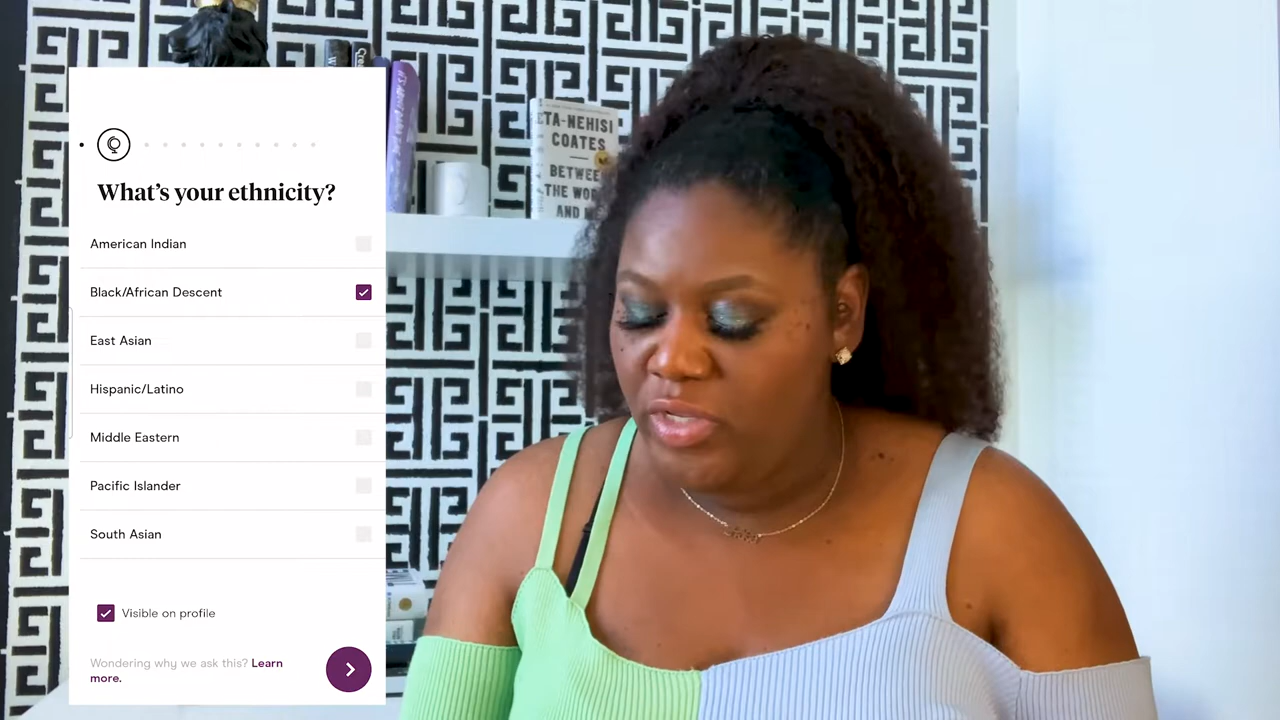 What's your ethnicity?
American Indian
Black/African Descent
East Asian
Hispanic/Latino
Middle Eastern
Pacific Islander
South Asian
Visible on profile
Wondering why we ask this? Learn
more.
TA-NEHISI
COATES
BETWEE
THE WO
AND M